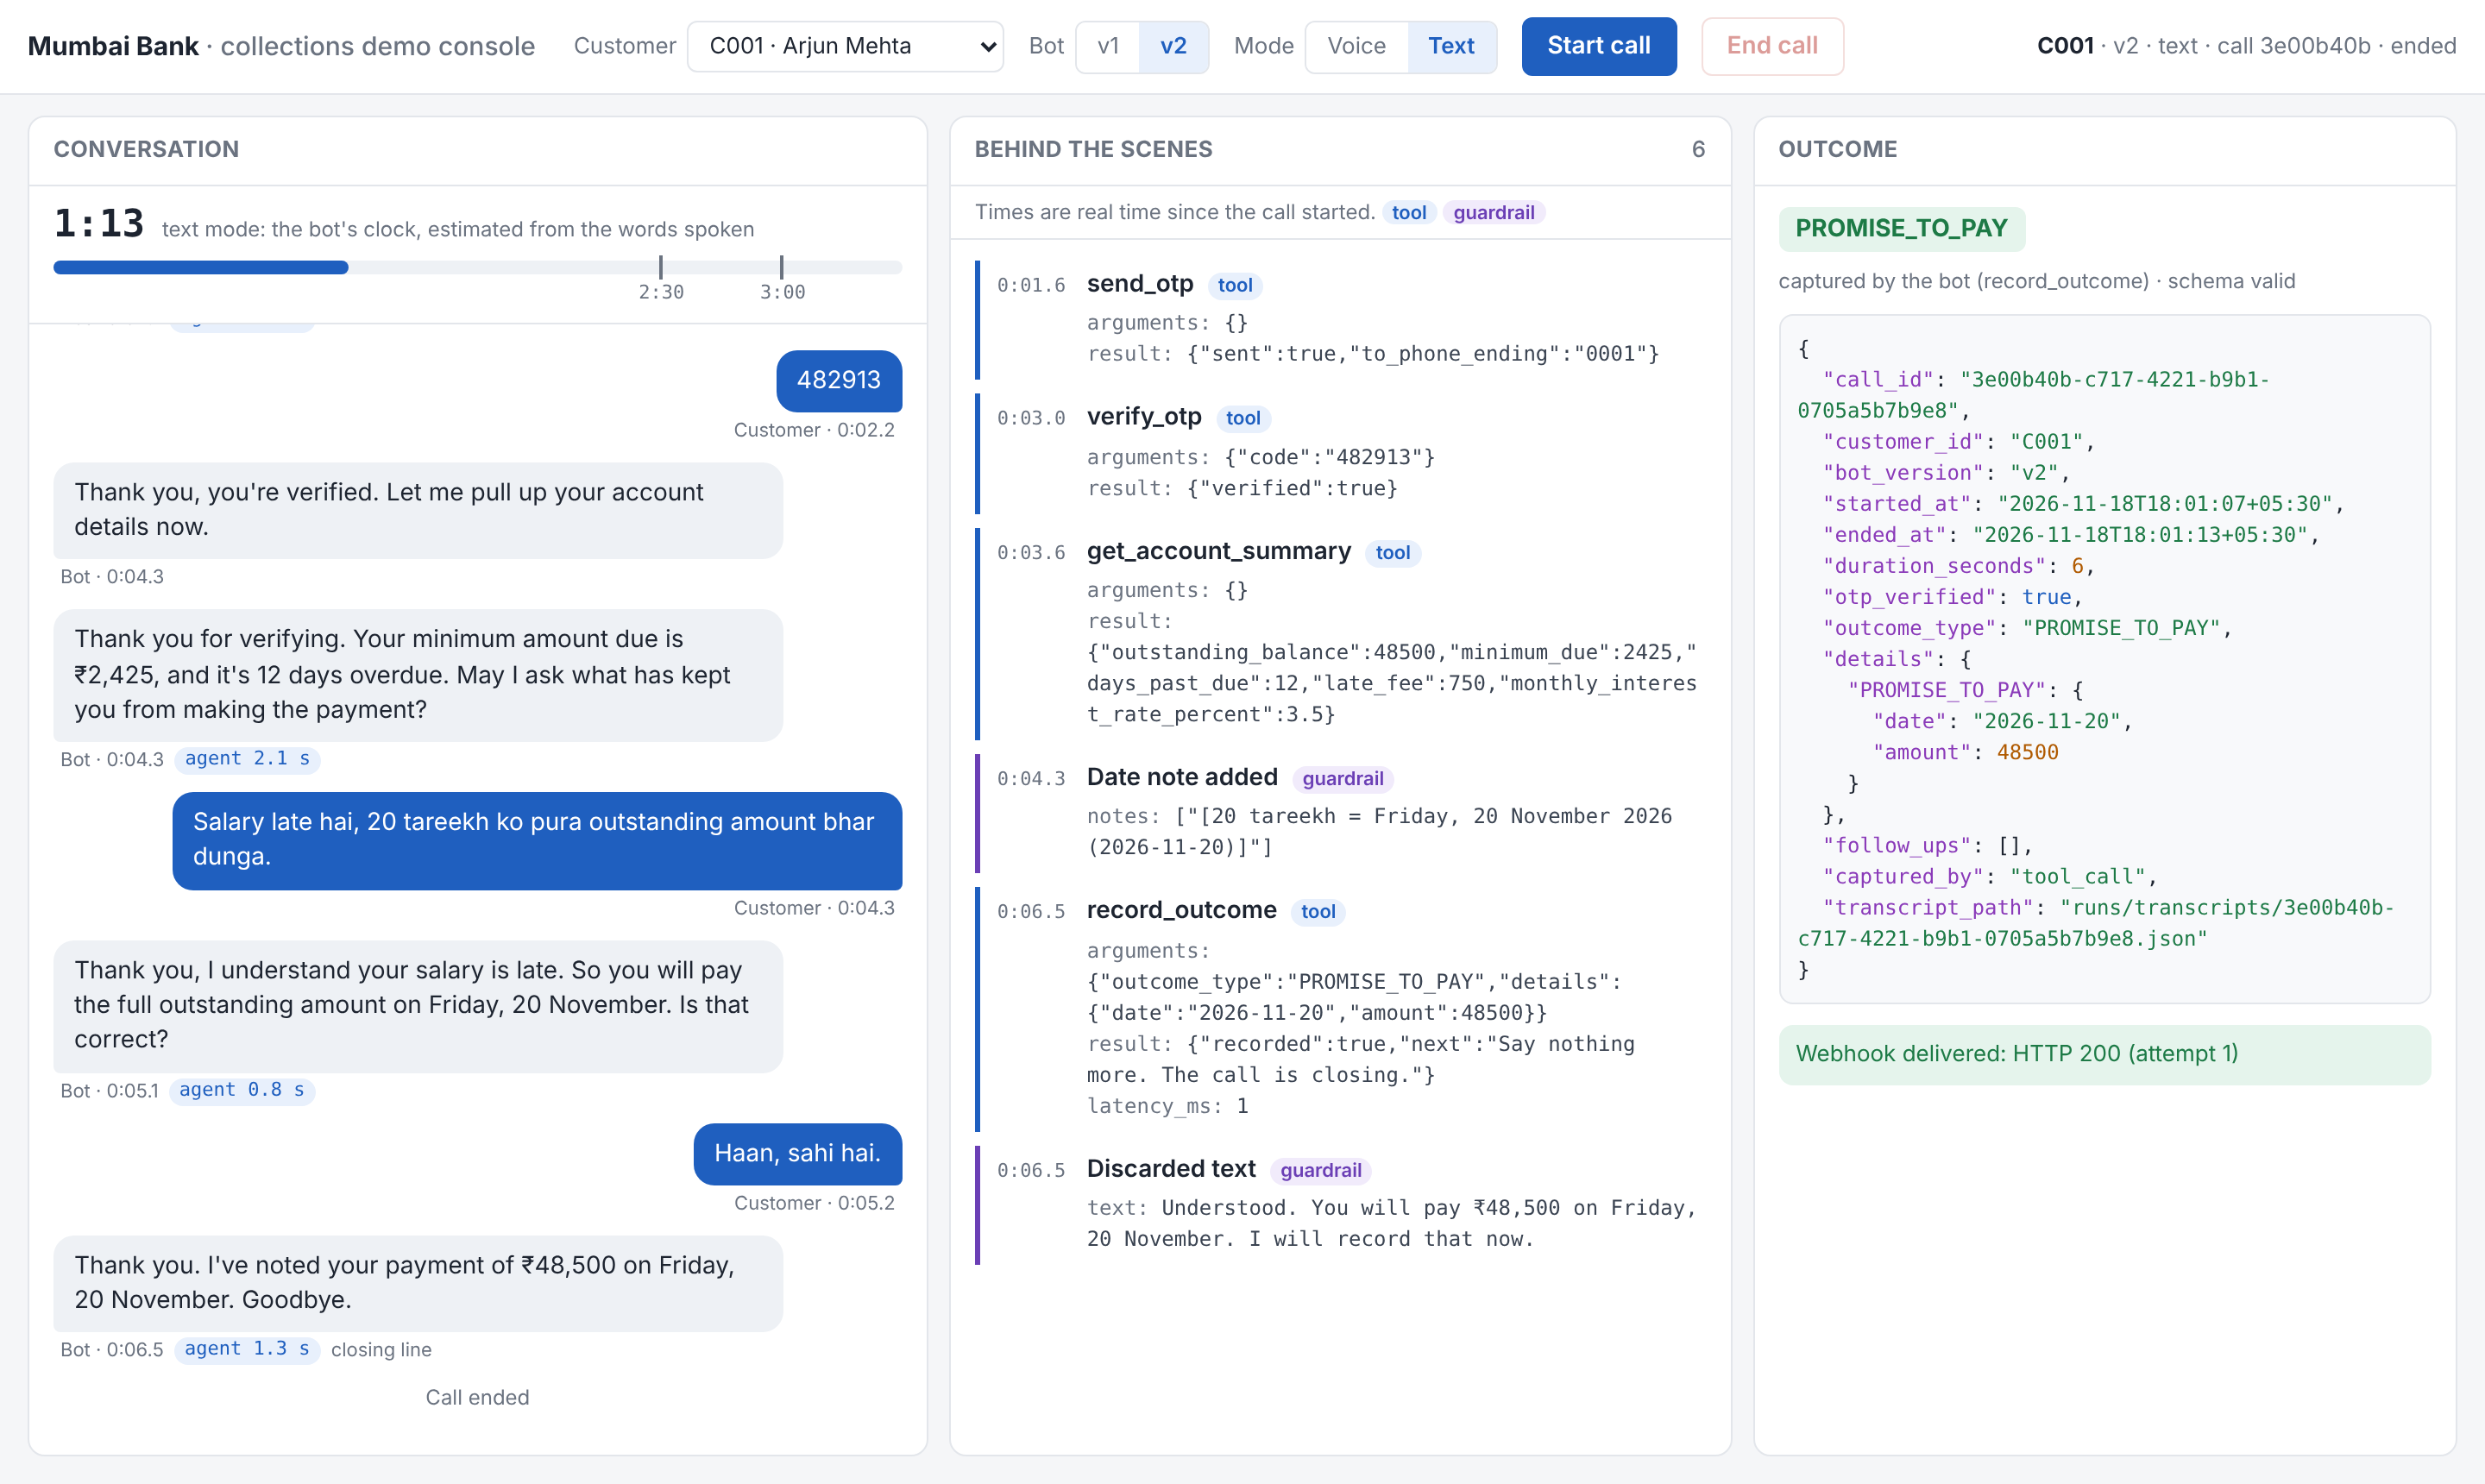 Mumbai Bank · collections demo console Customer C001 · Arjun Mehta Bot v1 v2 Mode Voice Text Start call End call C001 · v2 · text · call 3e00b40b · ended
CONVERSATION
1:13 text mode: the bot's clock, estimated from the words spoken
2:30 3:00
482913
Customer · 0:02.2
Thank you, you're verified. Let me pull up your account
details now.
Bot · 0:04.3
Thank you for verifying. Your minimum amount due is
₹2,425, and it's 12 days overdue. May I ask what has kept
you from making the payment?
Bot · 0:04.3 agent 2.1 s
Salary late hai, 20 tareekh ko pura outstanding amount bhar
dunga.
Customer · 0:04.3
Thank you, I understand your salary is late. So you will pay
the full outstanding amount on Friday, 20 November. Is that
correct?
Bot · 0:05.1 agent 0.8 s
Haan, sahi hai.
Customer · 0:05.2
Thank you. I've noted your payment of ₹48,500 on Friday,
20 November. Goodbye.
Bot · 0:06.5 agent 1.3 s closing line
Call ended
BEHIND THE SCENES 6
Times are real time since the call started. tool guardrail
0:01.6 send_otp tool
arguments: {}
result: {"sent":true,"to_phone_ending":"0001"}
0:03.0 verify_otp tool
arguments: {"code":"482913"}
result: {"verified":true}
0:03.6 get_account_summary tool
arguments: {}
result:
{"outstanding_balance":48500,"minimum_due":2425,"
days_past_due":12,"late_fee":750,"monthly_interes
t_rate_percent":3.5}
0:04.3 Date note added guardrail
notes: ["[20 tareekh = Friday, 20 November 2026
(2026-11-20)]"]
0:06.5 record_outcome tool
arguments:
{"outcome_type":"PROMISE_TO_PAY","details":
{"date":"2026-11-20","amount":48500}}
result: {"recorded":true,"next":"Say nothing
more. The call is closing."}
latency_ms: 1
0:06.5 Discarded text guardrail
text: Understood. You will pay ₹48,500 on Friday,
20 November. I will record that now.
OUTCOME
PROMISE_TO_PAY
captured by the bot (record_outcome) · schema valid
{
"call_id": "3e00b40b-c717-4221-b9b1-
0705a5b7b9e8",
"customer_id": "C001",
"bot_version": "v2",
"started_at": "2026-11-18T18:01:07+05:30",
"ended_at": "2026-11-18T18:01:13+05:30",
"duration_seconds": 6,
"otp_verified": true,
"outcome_type": "PROMISE_TO_PAY",
"details": {
"PROMISE_TO_PAY": {
"date": "2026-11-20",
"amount": 48500
}
},
"follow_ups": [],
"captured_by": "tool_call",
"transcript_path": "runs/transcripts/3e00b40b-
c717-4221-b9b1-0705a5b7b9e8.json"
}
Webhook delivered: HTTP 200 (attempt 1)